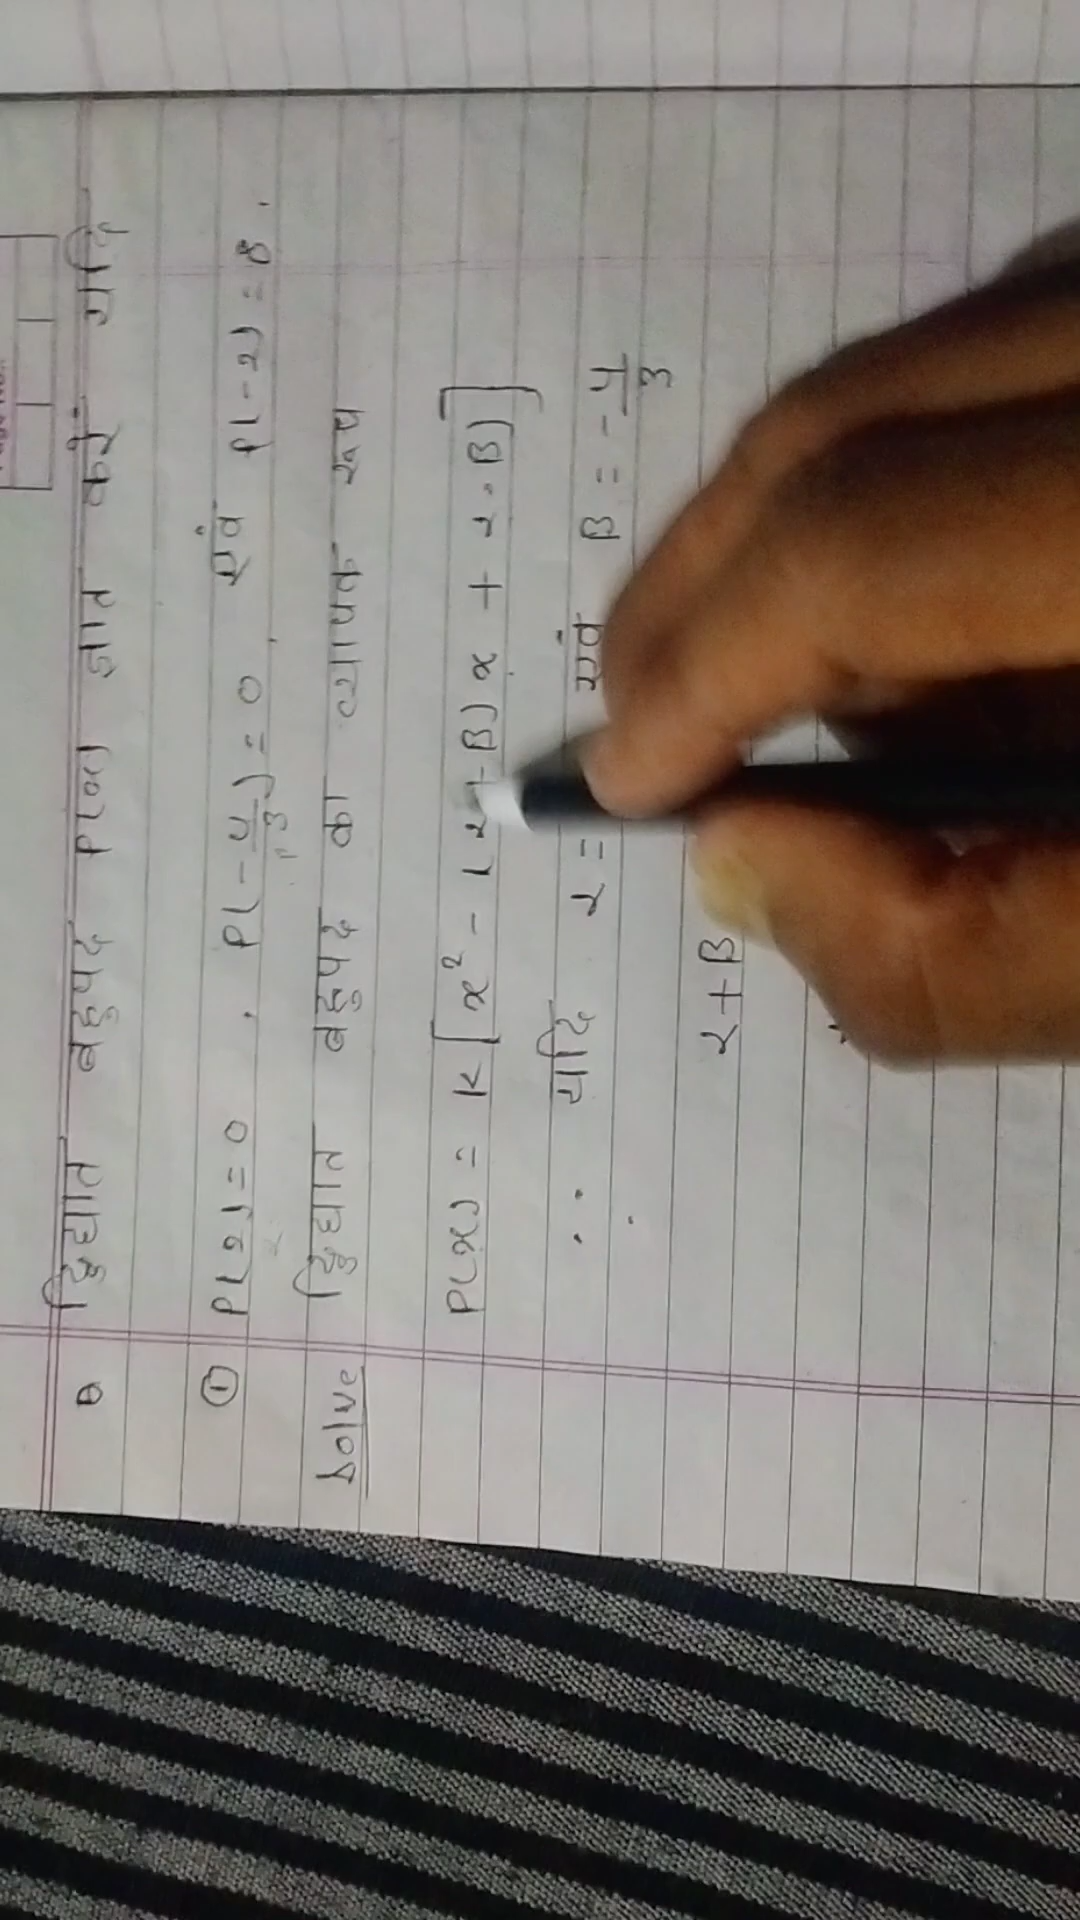 Q द्विघात बहुपद P(x) ज्ञात करें यदि
① P(2) = 0 , P(-4/3) = 0 एवं P(-2) = 8 .
Solve द्विघात बहुपद का व्यापक रूप
P(x) = K [x² - (α+β)x + α.β)]
∴ यदि α = एवं β = -4/3
α+β